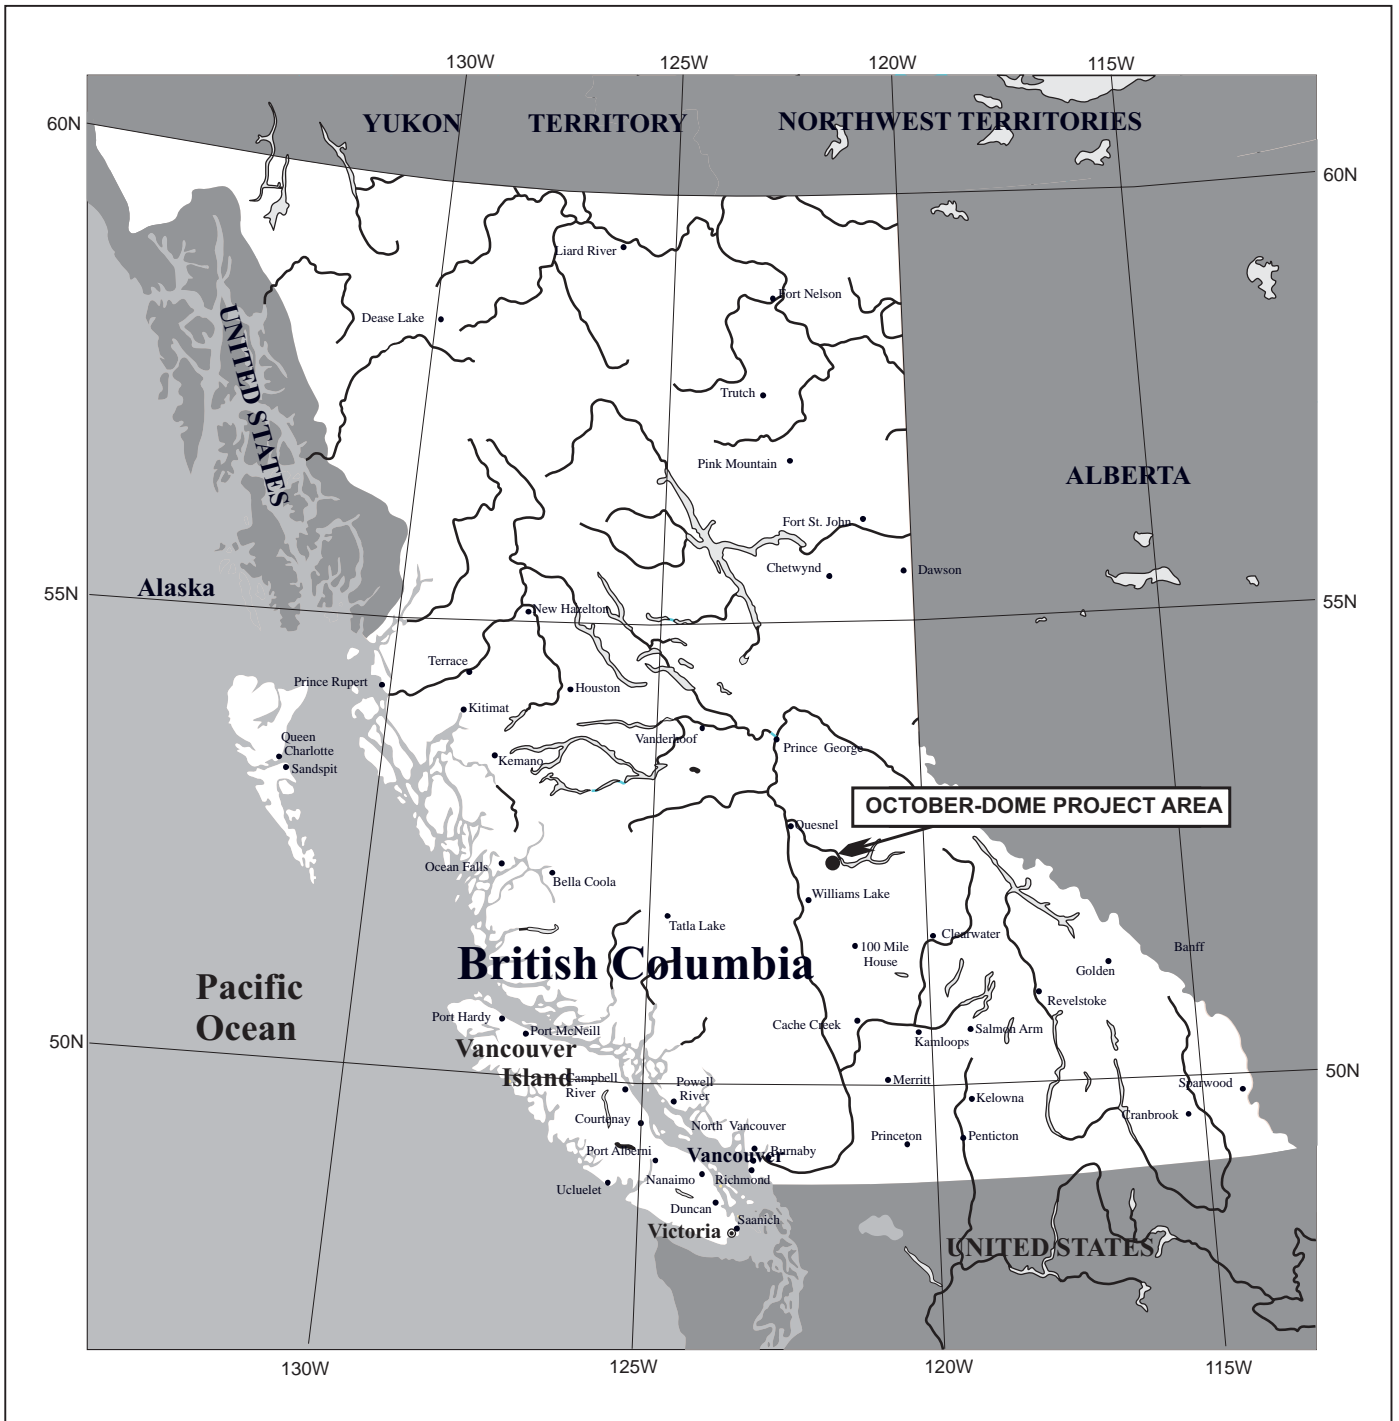 130W
125W
120W
115W
60N
YUKON TERRITORY
NORTHWEST TERRITORIES
60N
Liard River
Fort Nelson
Dease Lake
UNITED STATES
Trutch
Pink Mountain
ALBERTA
Fort St. John
Chetwynd
Dawson
Alaska
55N
55N
New Hazelton
Terrace
Prince Rupert
Houston
Kitimat
Queen
Charlotte
Sandspit
Vanderhoof
Prince George
Kemano
OCTOBER-DOME PROJECT AREA
Quesnel
Ocean Falls
Bella Coola
Williams Lake
Tatla Lake
Clearwater
100 Mile
House
Banff
British Columbia
Golden
Pacific
Ocean
Revelstoke
Port Hardy
Port McNeill
Cache Creek
Salmon Arm
Kamloops
50N
Vancouver
Island
50N
Campbell
River
Powell
River
Merritt
Sparwood
Kelowna
Courtenay
Cranbrook
North Vancouver
Princeton
Penticton
Port Alberni
Vancouver
Burnaby
Nanaimo
Richmond
Ucluelet
Duncan
Saanich
Victoria
UNITED STATES
130W
125W
120W
115W